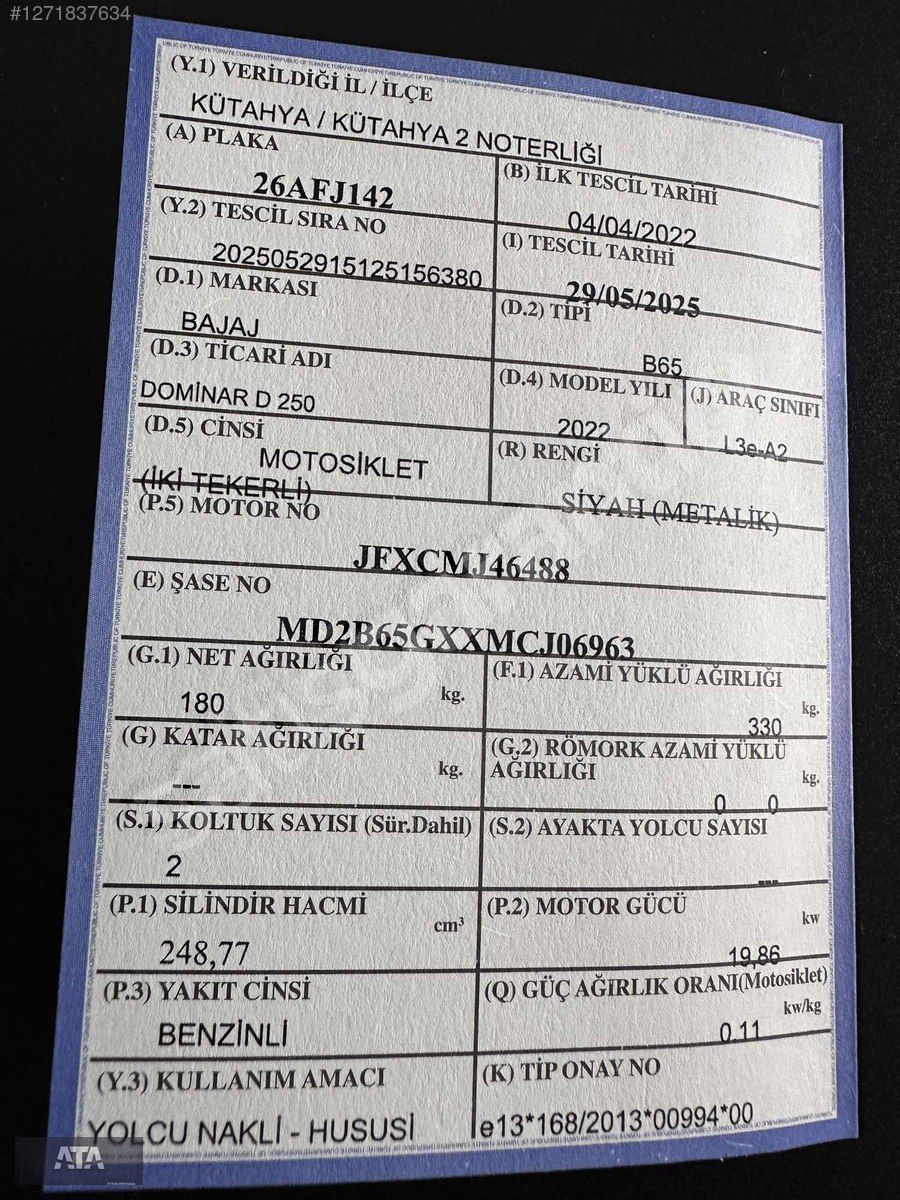 #1271837634
(Y.1) VERİLDİĞİ İL / İLÇE
KÜTAHYA / KÜTAHYA 2 NOTERLİĞİ
(A) PLAKA
26AFJ142
(B) İLK TESCİL TARİHİ
04/04/2022
(Y.2) TESCİL SIRA NO
2025052915125156380
(I) TESCİL TARİHİ
29/05/2025
(D.1) MARKASI
BAJAJ
(D.2) TİPİ
B65
(D.3) TİCARİ ADI
DOMİNAR D 250
(D.4) MODEL YILI
2022
(J) ARAÇ SINIFI
L3e-A2
(D.5) CİNSİ
MOTOSİKLET
(İKİ TEKERLİ)
(R) RENGİ
SİYAH (METALİK)
(P.5) MOTOR NO
JFXCMJ46488
(E) ŞASE NO
MD2B65GXXMCJ06963
(G.1) NET AĞIRLIĞI
180 kg.
(F.1) AZAMİ YÜKLÜ AĞIRLIĞI
330 kg.
(G) KATAR AĞIRLIĞI
--- kg.
(G.2) RÖMORK AZAMİ YÜKLÜ
AĞIRLIĞI
0 0 kg.
(S.1) KOLTUK SAYISI (Sür.Dahil)
2
(S.2) AYAKTA YOLCU SAYISI
---
(P.1) SİLİNDİR HACMİ
248,77 cm³
(P.2) MOTOR GÜCÜ
19,86 kw
(P.3) YAKIT CİNSİ
BENZİNLİ
(Q) GÜÇ AĞIRLIK ORANI(Motosiklet)
0.11 kw/kg
(Y.3) KULLANIM AMACI
YOLCU NAKLİ - HUSUSİ
(K) TİP ONAY NO
e13*168/2013*00994*00
ATA